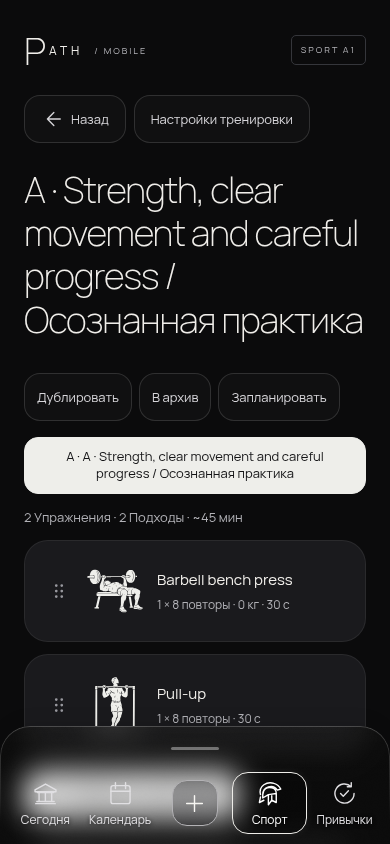 PATH / MOBILE
SPORT A1
Назад
Настройки тренировки
A · Strength, clear
movement and careful
progress /
Осознанная практика
Дублировать
В архив
Запланировать
A · A · Strength, clear movement and careful
progress / Осознанная практика
2 Упражнения · 2 Подходы · ~45 мин
Barbell bench press
1 × 8 повторы · 0 кг · 30 с
Pull-up
1 × 8 повторы · 30 с
Сегодня
Календарь
Спорт
Привычки